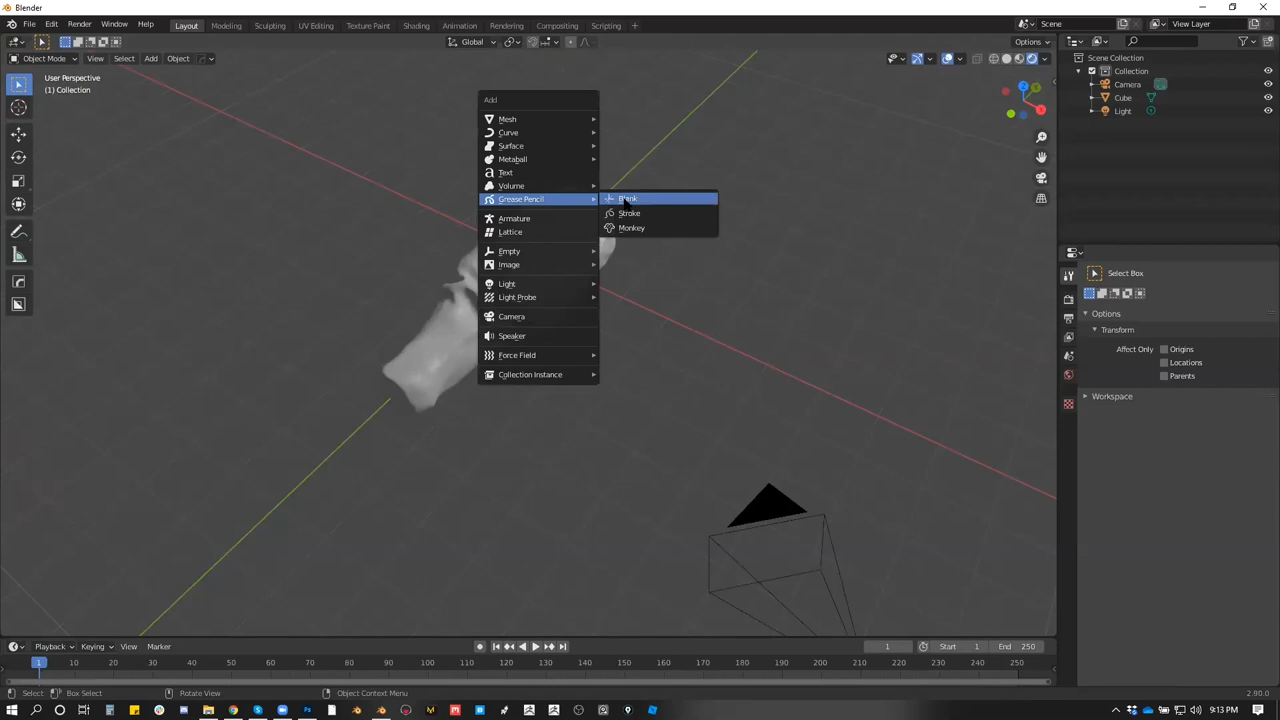 Blender
File Edit Render Window Help Layout Modeling Sculpting UV Editing Texture Paint Shading Animation Rendering Compositing Scripting + Scene View Layer
Global Options
Object Mode View Select Add Object
User Perspective
(1) Collection
Add
Mesh
Curve
Surface
Metaball
Text
Volume
Grease Pencil
Armature
Lattice
Empty
Image
Light
Light Probe
Camera
Speaker
Force Field
Collection Instance
Blank
Stroke
Monkey
Z
Y
X
Scene Collection
Collection
Camera
Cube
Light
Select Box
Options
Transform
Affect Only Origins
Locations
Parents
Workspace
Playback Keying View Marker 1 Start 1 End 250
1 10 20 30 40 50 60 70 80 90 100 110 120 130 140 150 160 170 180 190 200 210 220 230 240 250
Select Box Select Rotate View Object Context Menu 2.90.0
9:13 PM